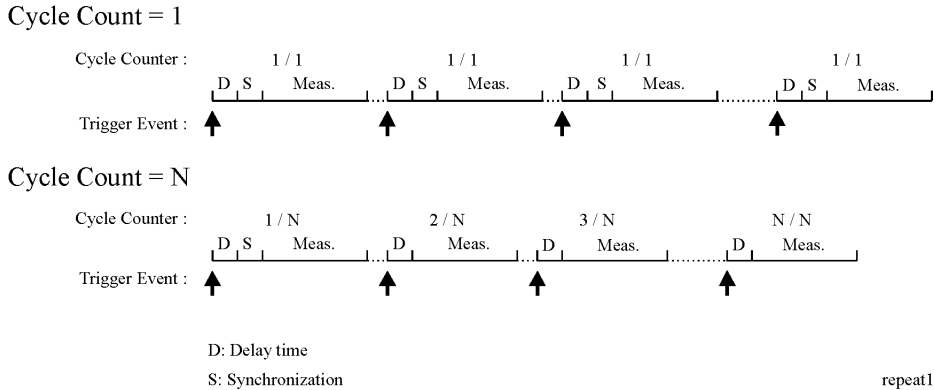 Cycle Count = 1
Cycle Counter : 1 / 1 1 / 1 1 / 1 1 / 1
D S Meas. D S Meas. D S Meas. D S Meas.
Trigger Event :
Cycle Count = N
Cycle Counter : 1 / N 2 / N 3 / N N / N
D S Meas. D Meas. D Meas. D Meas.
Trigger Event :
D: Delay time
S: Synchronization repeat1